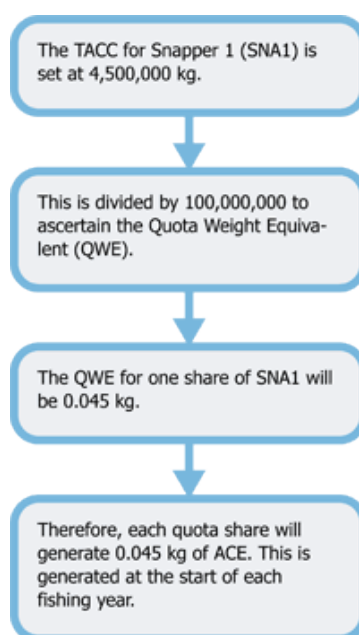 The TACC for Snapper 1 (SNA1) is
set at 4,500,000 kg.
This is divided by 100,000,000 to
ascertain the Quota Weight Equiva-
lent (QWE).
The QWE for one share of SNA1 will
be 0.045 kg.
Therefore, each quota share will
generate 0.045 kg of ACE. This is
generated at the start of each
fishing year.